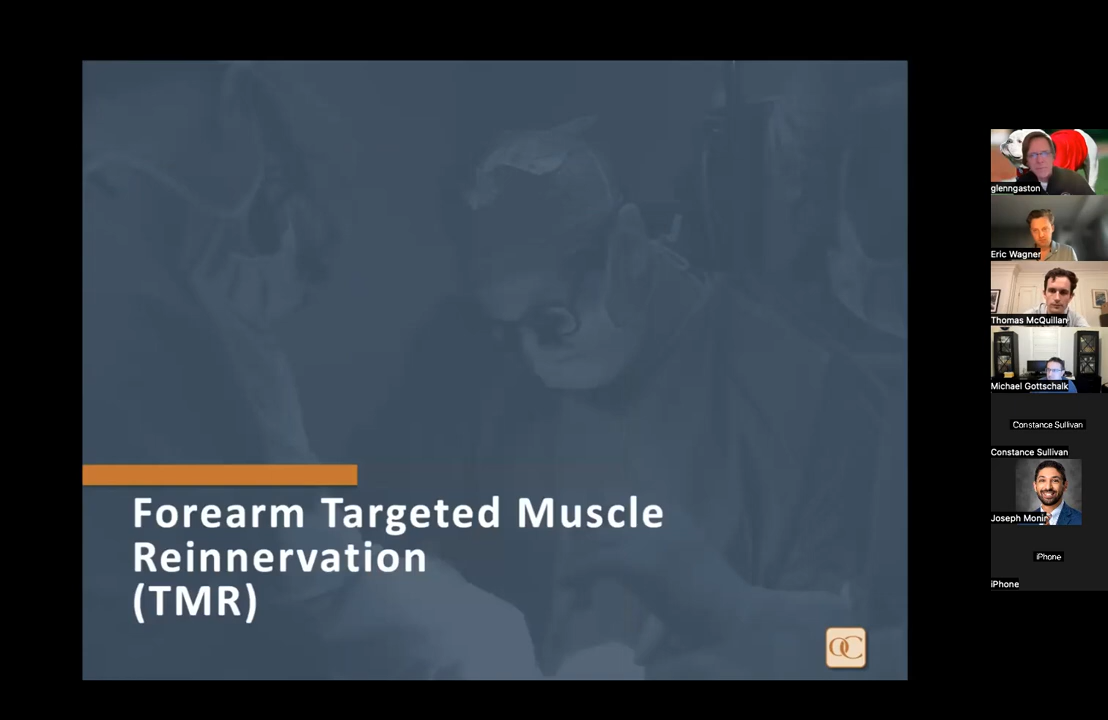 Forearm Targeted Muscle
Reinnervation
(TMR)
OC
glenngaston
Eric Wagner
Thomas McQuillan
Michael Gottschalk
Constance Sullivan
Constance Sullivan
Joseph Monir
iPhone
iPhone